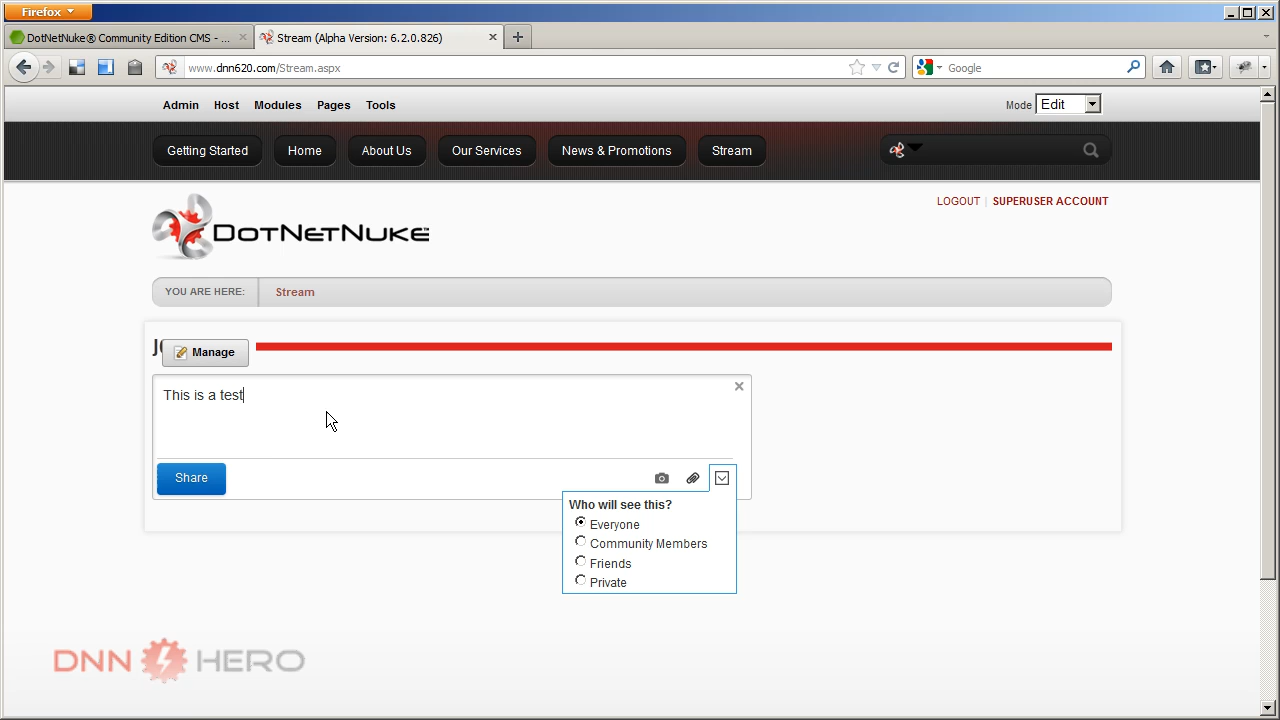 Firefox
DotNetNuke® Community Edition CMS - ...
Stream (Alpha Version: 6.2.0.826)
www.dnn620.com/Stream.aspx
Google
Admin Host Modules Pages Tools
Mode Edit
Getting Started Home About Us Our Services News & Promotions Stream
LOGOUT | SUPERUSER ACCOUNT
DOTNETNUKE
YOU ARE HERE: Stream
Manage
This is a test
Share
Who will see this?
Everyone
Community Members
Friends
Private
DNN HERO